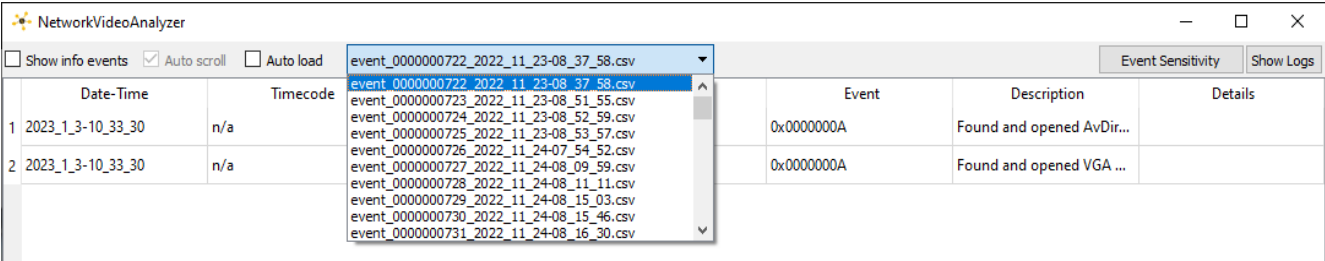 NetworkVideoAnalyzer
Show info events Auto scroll Auto load event_0000000722_2022_11_23-08_37_58.csv Event Sensitivity Show Logs
event_0000000722_2022_11_23-08_37_58.csv
event_0000000723_2022_11_23-08_51_55.csv
event_0000000724_2022_11_23-08_52_59.csv
event_0000000725_2022_11_23-08_53_57.csv
event_0000000726_2022_11_24-07_54_52.csv
event_0000000727_2022_11_24-08_09_59.csv
event_0000000728_2022_11_24-08_11_11.csv
event_0000000729_2022_11_24-08_15_03.csv
event_0000000730_2022_11_24-08_15_46.csv
event_0000000731_2022_11_24-08_16_30.csv
Date-Time Timecode Event Description Details
1 2023_1_3-10_33_30 n/a 0x0000000A Found and opened AvDir...
2 2023_1_3-10_33_30 n/a 0x0000000A Found and opened VGA ...